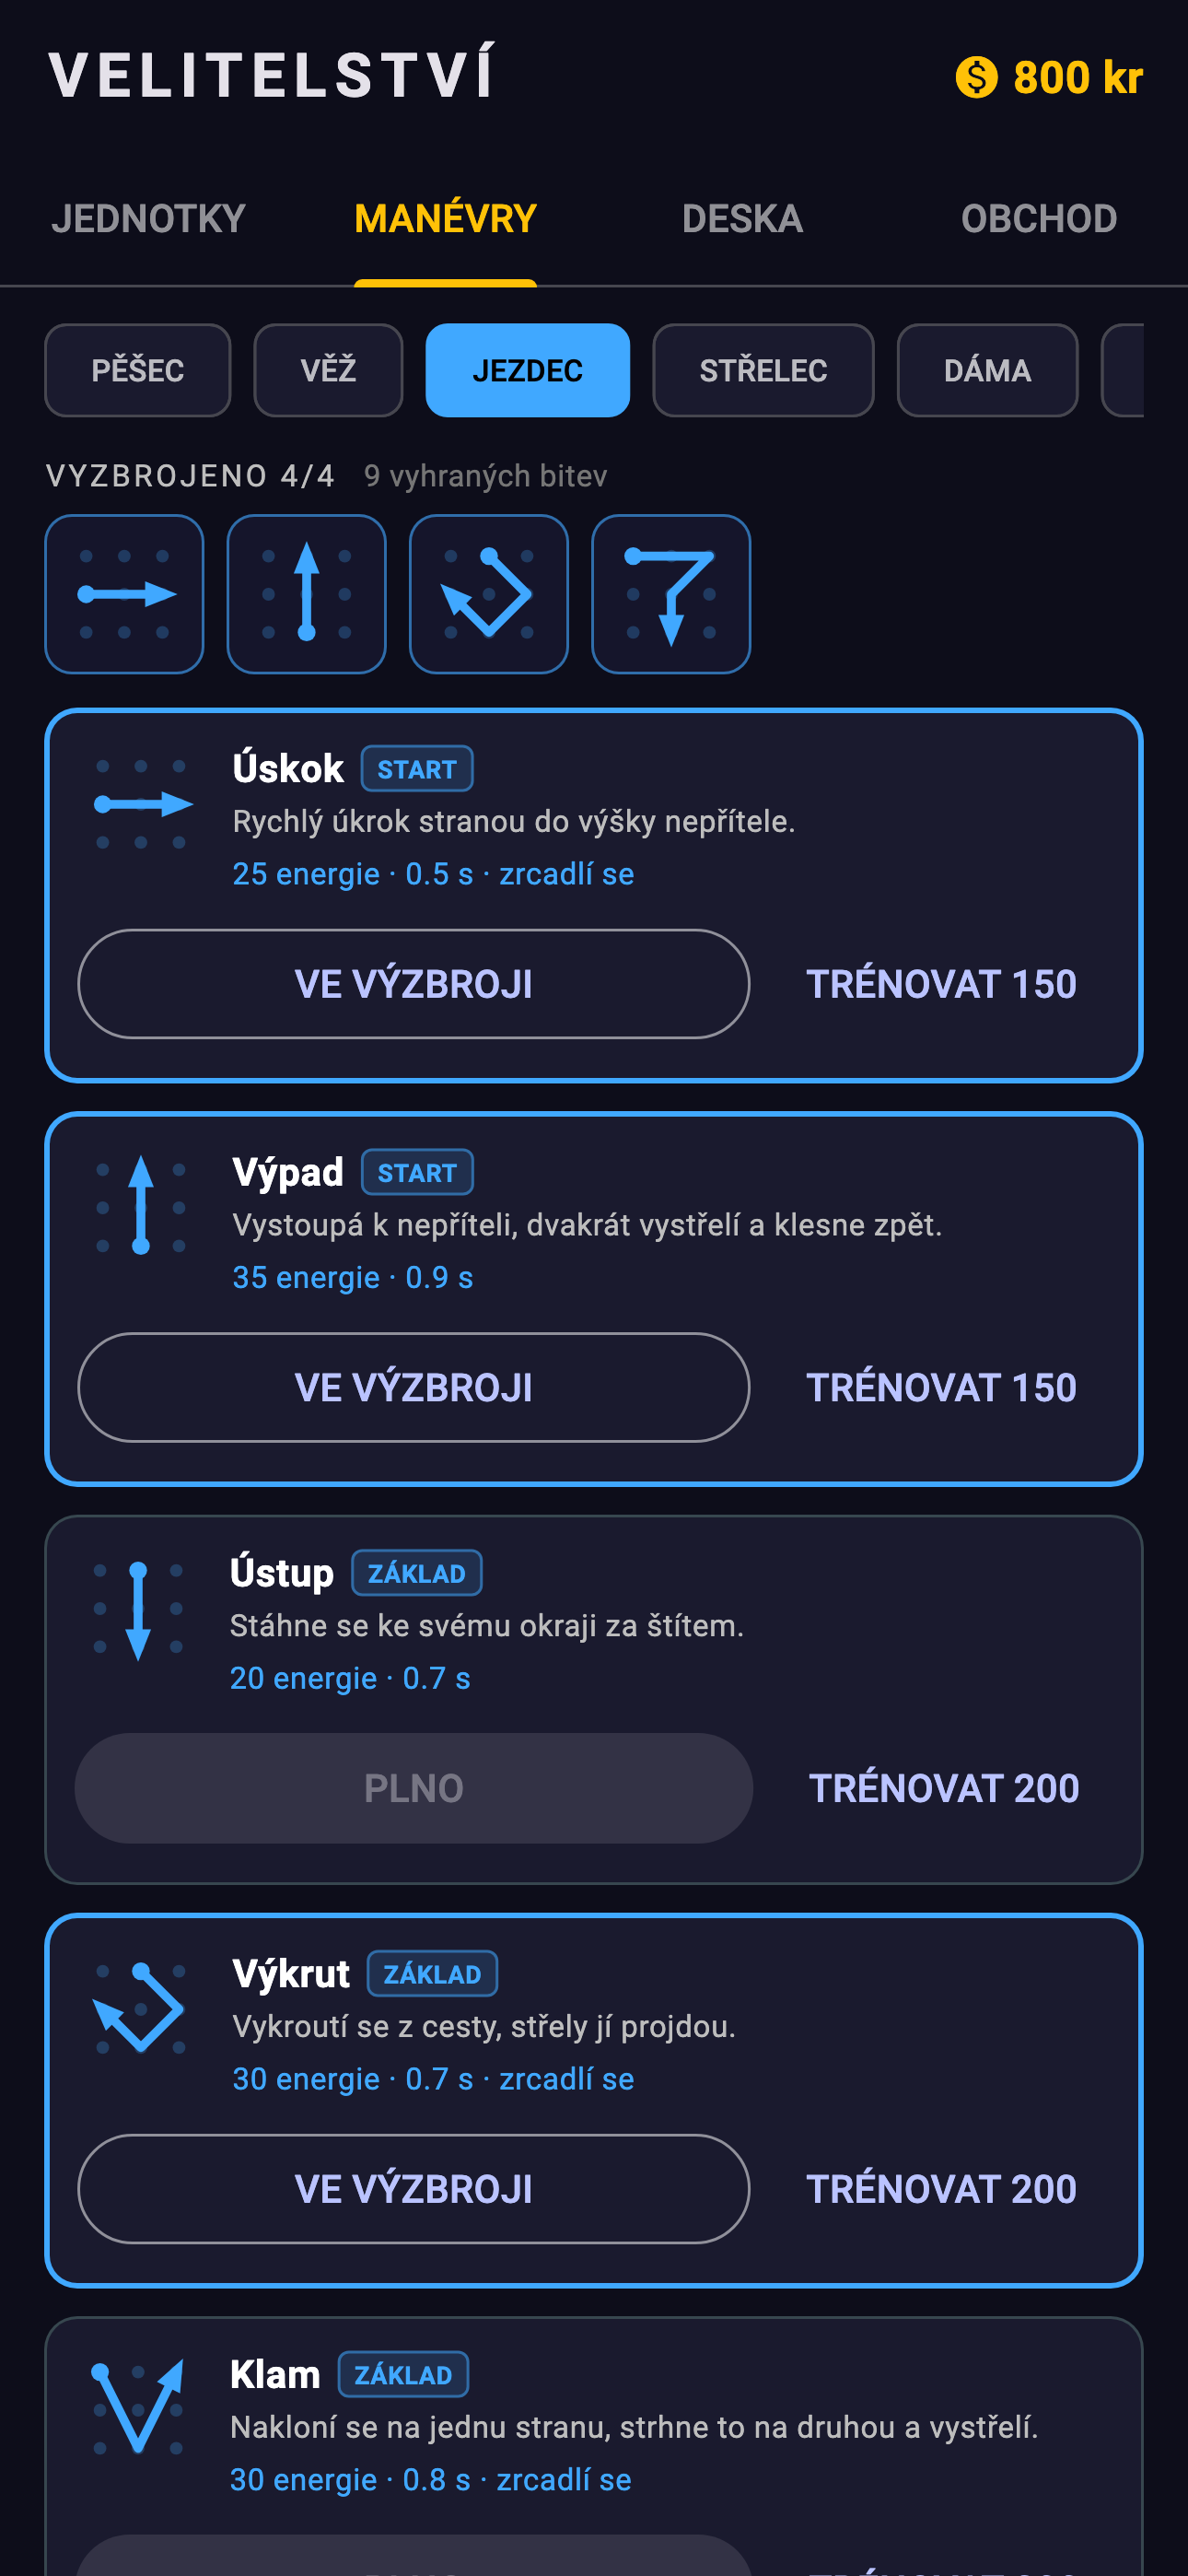 VELITELSTVÍ
$ 800 kr
JEDNOTKY MANÉVRY DESKA OBCHOD
PĚŠEC VĚŽ JEZDEC STŘELEC DÁMA
VYZBROJENO 4/4 9 vyhraných bitev
Úskok START
Rychlý úkrok stranou do výšky nepřítele.
25 energie · 0.5 s · zrcadlí se
VE VÝZBROJI TRÉNOVAT 150
Výpad START
Vystoupá k nepříteli, dvakrát vystřelí a klesne zpět.
35 energie · 0.9 s
VE VÝZBROJI TRÉNOVAT 150
Ústup ZÁKLAD
Stáhne se ke svému okraji za štítem.
20 energie · 0.7 s
PLNO TRÉNOVAT 200
Výkrut ZÁKLAD
Vykroutí se z cesty, střely jí projdou.
30 energie · 0.7 s · zrcadlí se
VE VÝZBROJI TRÉNOVAT 200
Klam ZÁKLAD
Nakloní se na jednu stranu, strhne to na druhou a vystřelí.
30 energie · 0.8 s · zrcadlí se